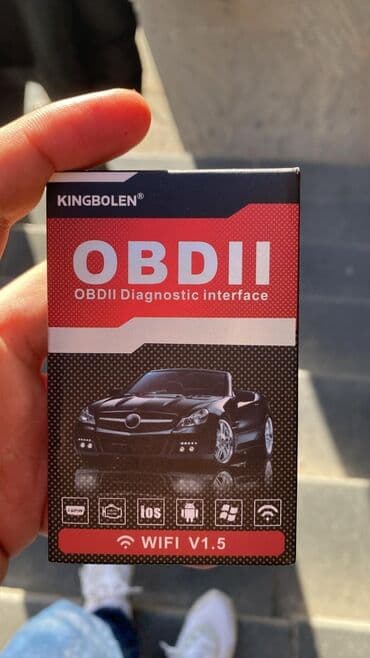 KINGBOLEN®
OBDII
OBDII Diagnostic interface
ios
WIFI V1.5